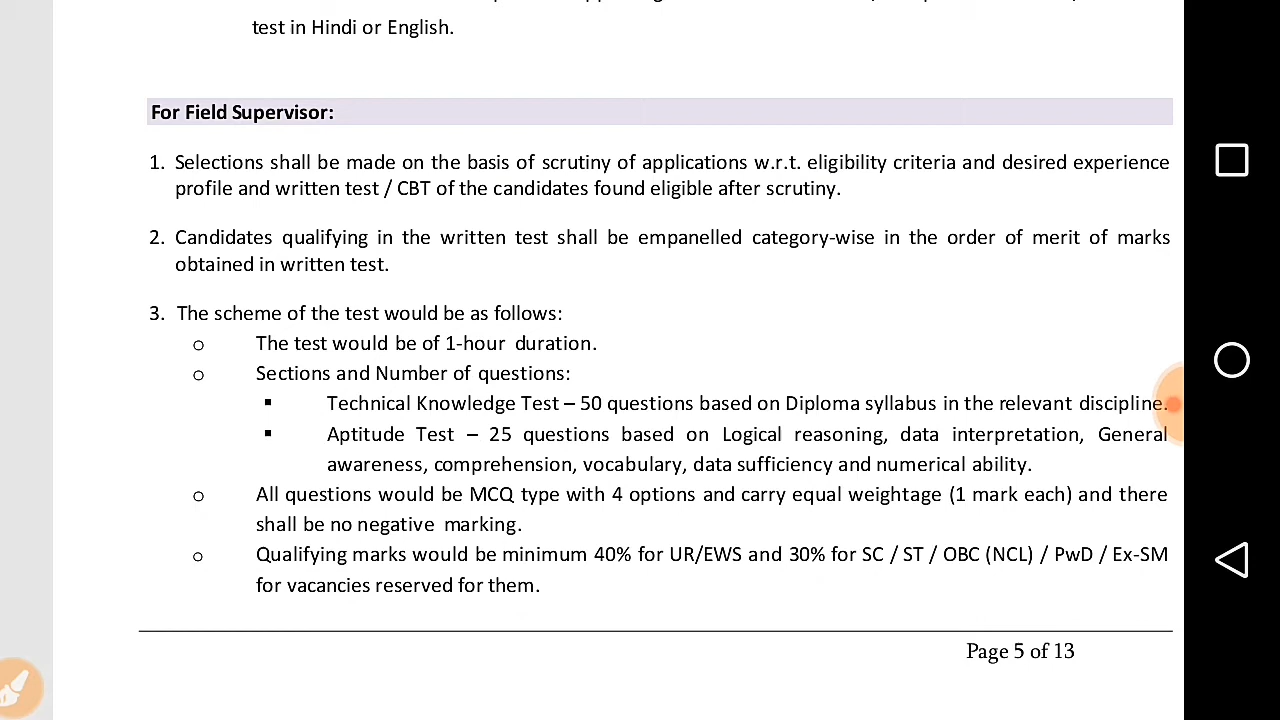 test in Hindi or English.
For Field Supervisor:
1. Selections shall be made on the basis of scrutiny of applications w.r.t. eligibility criteria and desired experience
profile and written test / CBT of the candidates found eligible after scrutiny.
2. Candidates qualifying in the written test shall be empanelled category-wise in the order of merit of marks
obtained in written test.
3. The scheme of the test would be as follows:
o The test would be of 1-hour duration.
o Sections and Number of questions:
▪ Technical Knowledge Test – 50 questions based on Diploma syllabus in the relevant discipline.
▪ Aptitude Test – 25 questions based on Logical reasoning, data interpretation, General
awareness, comprehension, vocabulary, data sufficiency and numerical ability.
o All questions would be MCQ type with 4 options and carry equal weightage (1 mark each) and there
shall be no negative marking.
o Qualifying marks would be minimum 40% for UR/EWS and 30% for SC / ST / OBC (NCL) / PwD / Ex-SM
for vacancies reserved for them.
Page 5 of 13